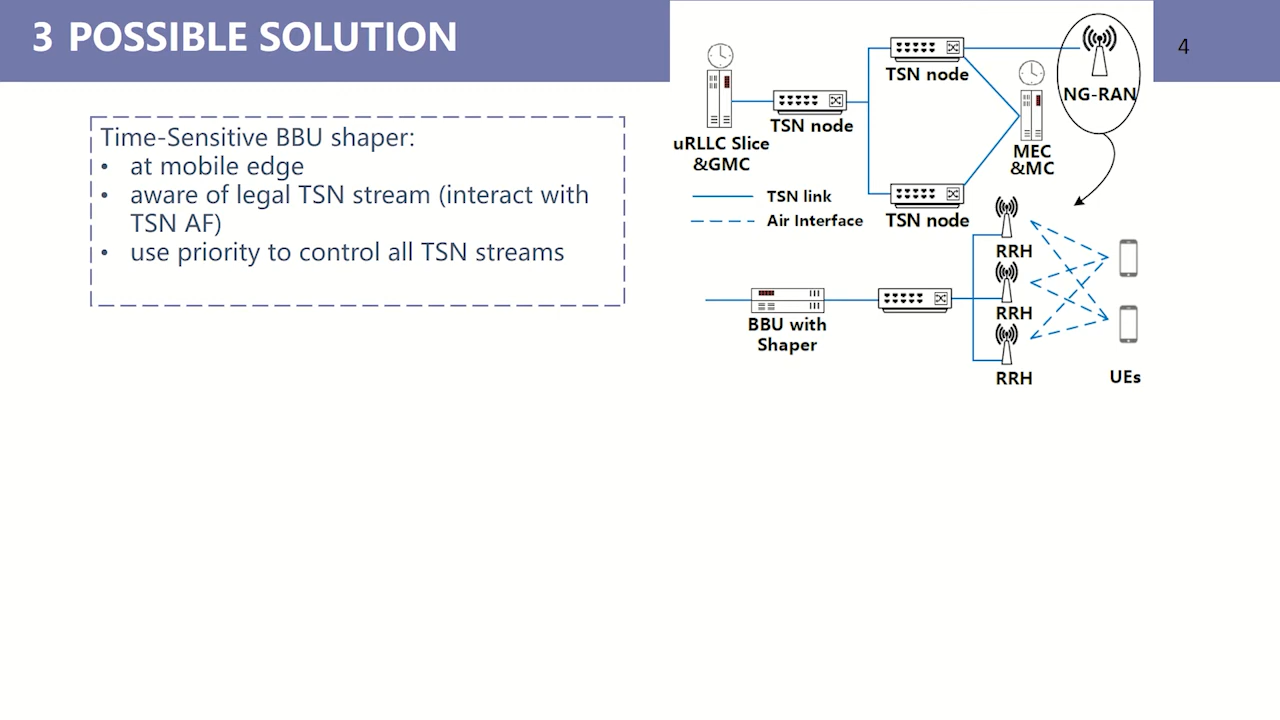 3 POSSIBLE SOLUTION
4
Time-Sensitive BBU shaper:
• at mobile edge
• aware of legal TSN stream (interact with
TSN AF)
• use priority to control all TSN streams
uRLLC Slice
&GMC
TSN node
TSN node
TSN node
MEC
&MC
NG-RAN
TSN link
Air Interface
BBU with
Shaper
RRH
RRH
RRH
UEs